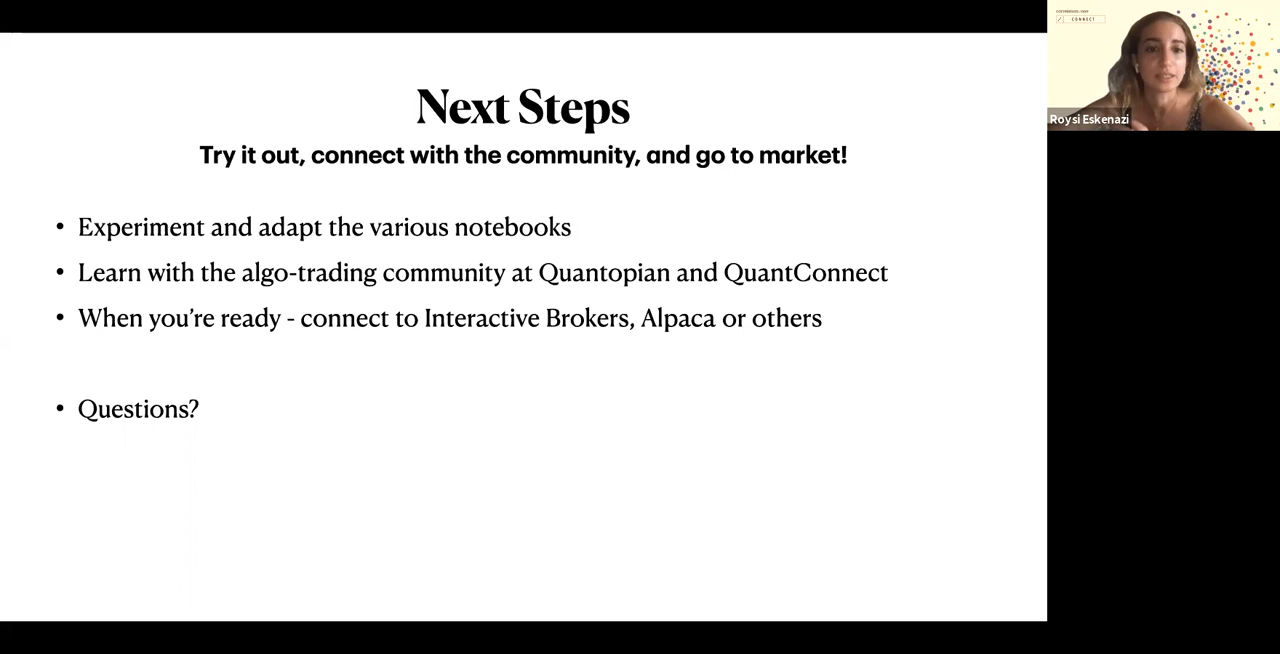 Next Steps
Try it out, connect with the community, and go to market!
• Experiment and adapt the various notebooks
• Learn with the algo-trading community at Quantopian and QuantConnect
• When you’re ready - connect to Interactive Brokers, Alpaca or others
• Questions?
CONNECT
Roysi Eskenazi